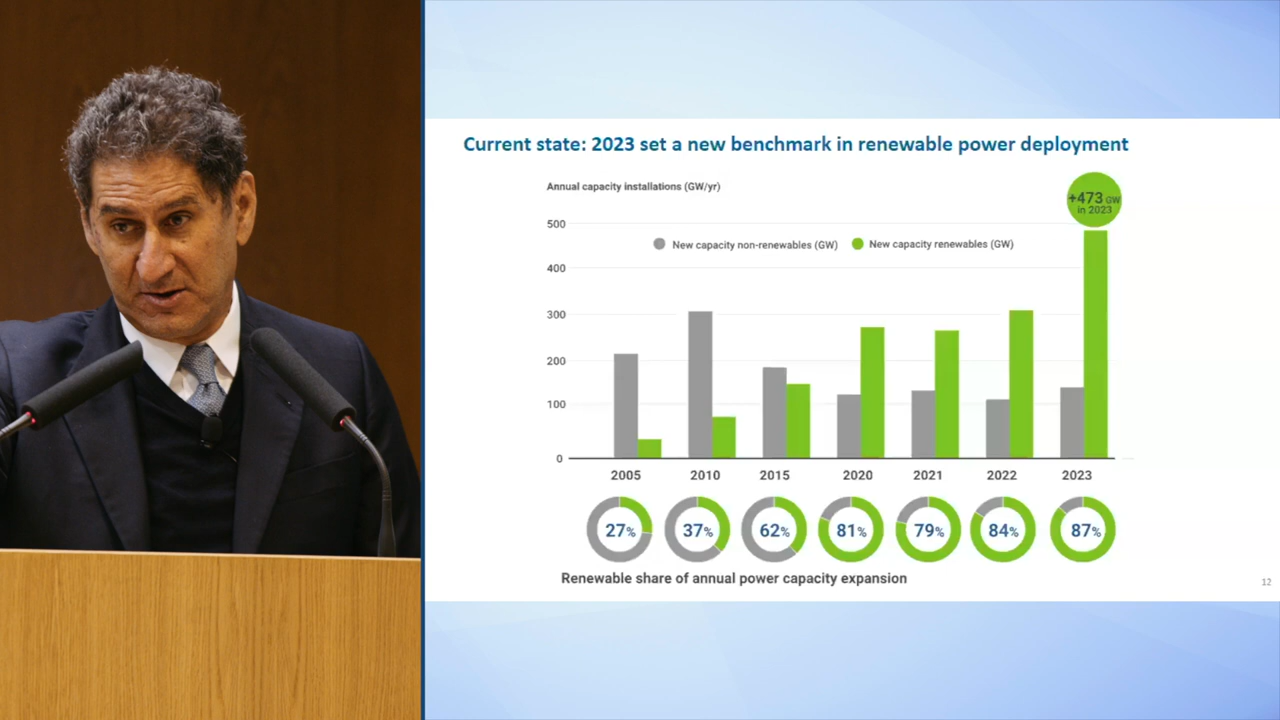 Current state: 2023 set a new benchmark in renewable power deployment
Annual capacity installations (GW/yr)
+473 GW
in 2023
500
New capacity non-renewables (GW)
New capacity renewables (GW)
400
300
200
100
0
2005 2010 2015 2020 2021 2022 2023
27% 37% 62% 81% 79% 84% 87%
Renewable share of annual power capacity expansion
12